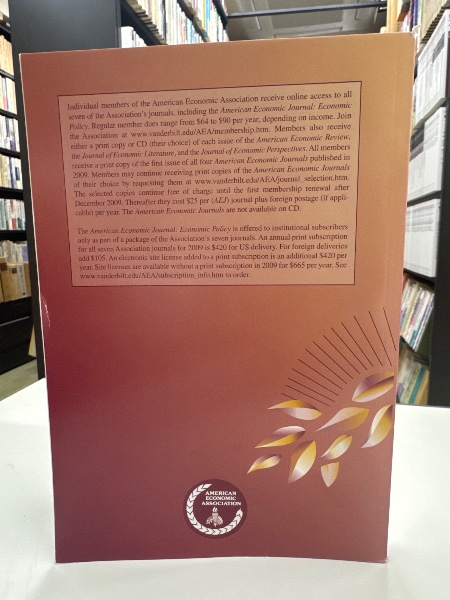 Individual members of the American Economic Association receive online access to all
seven of the Association's journals, including the American Economic Journal: Economic
Policy. Regular member dues range from $64 to $90 per year, depending on income. Join
the Association at www.vanderbilt.edu/AEA/membership.htm. Members also receive
either a print copy or CD (their choice) of each issue of the American Economic Review,
the Journal of Economic Literature, and the Journal of Economic Perspectives. All members
receive a print copy of the first issue of all four American Economic Journals published in
2009. Members may continue receiving print copies of the American Economic Journals
of their choice by requesting them at www.vanderbilt.edu/AEA/journal_selection.htm.
The selected copies continue free of charge until the first membership renewal after
December 2009. Thereafter they cost $25 per (AEJ) journal plus foreign postage (if appli-
cable) per year. The American Economic Journals are not available on CD.
The American Economic Journal: Economic Policy is offered to institutional subscribers
only as part of a package of the Association's seven journals. An annual print subscription
for all seven Association journals for 2009 is $420 for US delivery. For foreign deliveries
add $105. An electronic site license added to a print subscription is an additional $420 per
year. Site licenses are available without a print subscription in 2009 for $665 per year. See
www.vanderbilt.edu/AEA/subscription_info.htm to order.
AMERICAN
ECONOMIC
ASSOCIATION